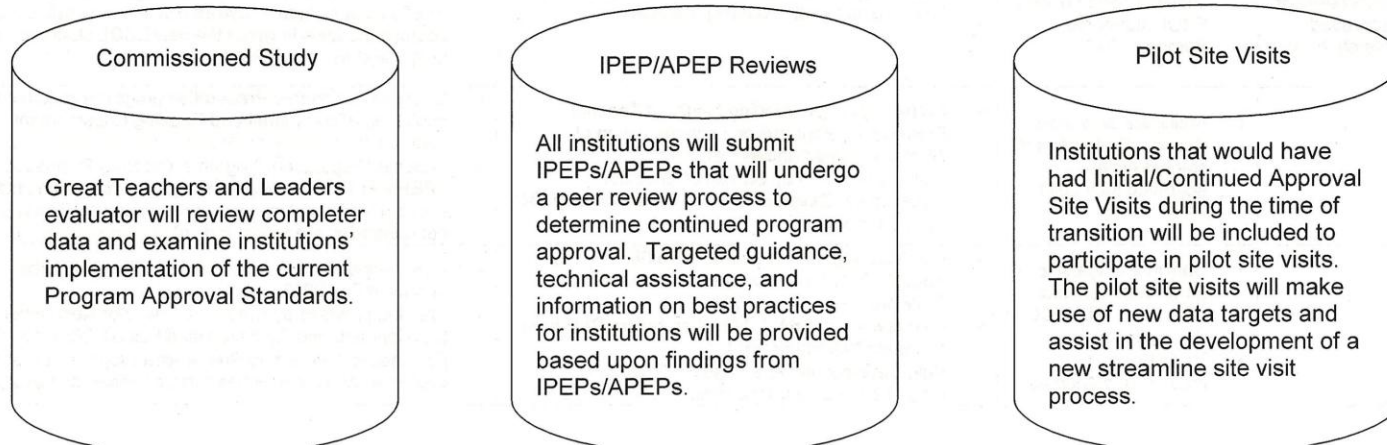 Commissioned Study
Great Teachers and Leaders
evaluator will review completer
data and examine institutions'
implementation of the current
Program Approval Standards.
IPEP/APEP Reviews
All institutions will submit
IPEPs/APEPs that will undergo
a peer review process to
determine continued program
approval.  Targeted guidance,
technical assistance, and
information on best practices
for institutions will be provided
based upon findings from
IPEPs/APEPs.
Pilot Site Visits
Institutions that would have
had Initial/Continued Approval
Site Visits during the time of
transition will be included to
participate in pilot site visits.
The pilot site visits will make
use of new data targets and
assist in the development of a
new streamline site visit
process.